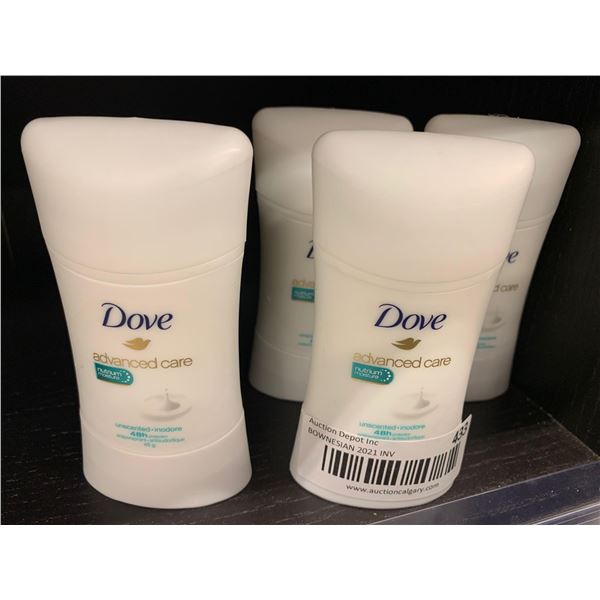 Dove
advanced care
nutrium
moisture
unscented•inodore
48h
antisudorifique
45 g
Dove
advanced care
nutrium
moisture
unscented•inodore
48h
Auction Depot Inc
BOWNESIAN 2021 INV
433
www.auctioncalgary.com